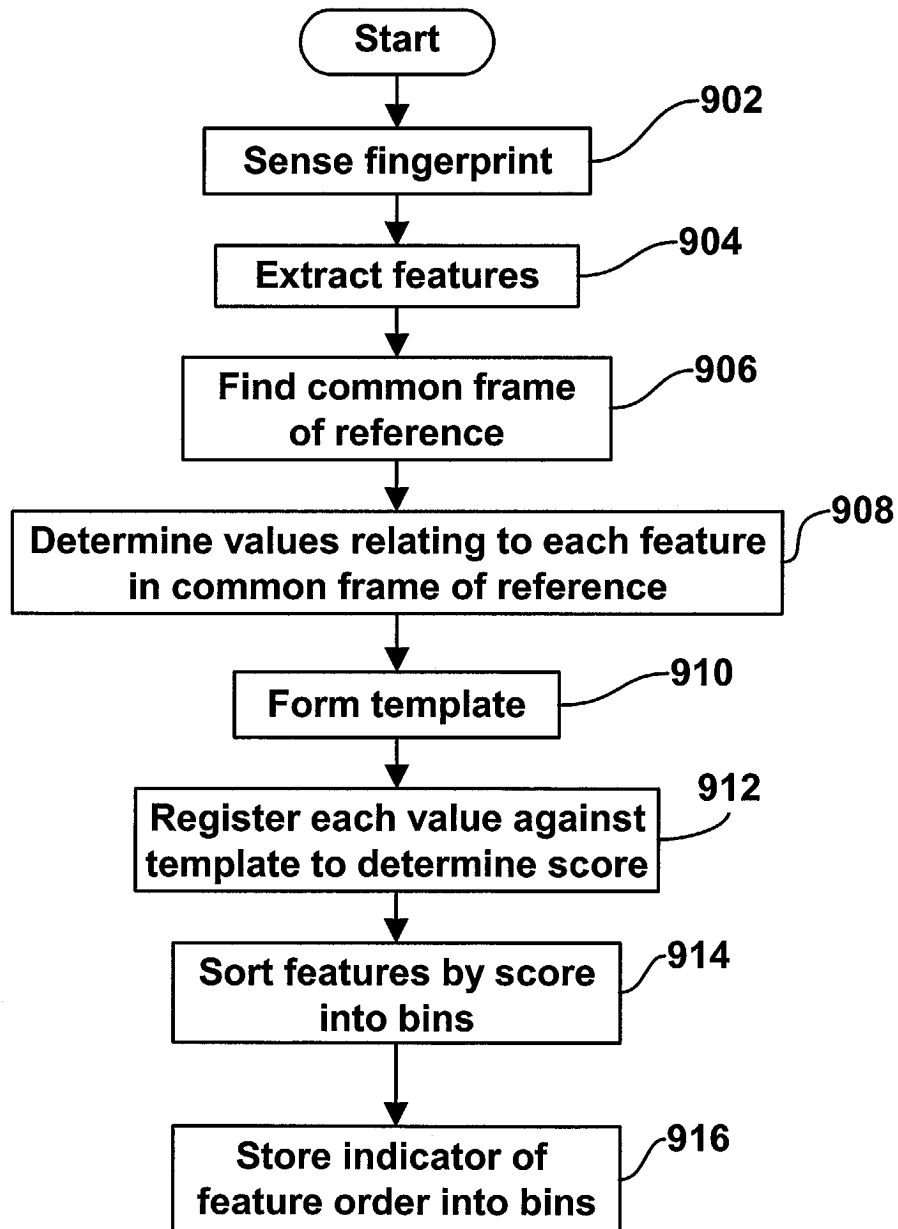 Start
902
Sense fingerprint
904
Extract features
906
Find common frame
of reference
908
Determine values relating to each feature
in common frame of reference
910
Form template
912
Register each value against
template to determine score
914
Sort features by score
into bins
916
Store indicator of
feature order into bins